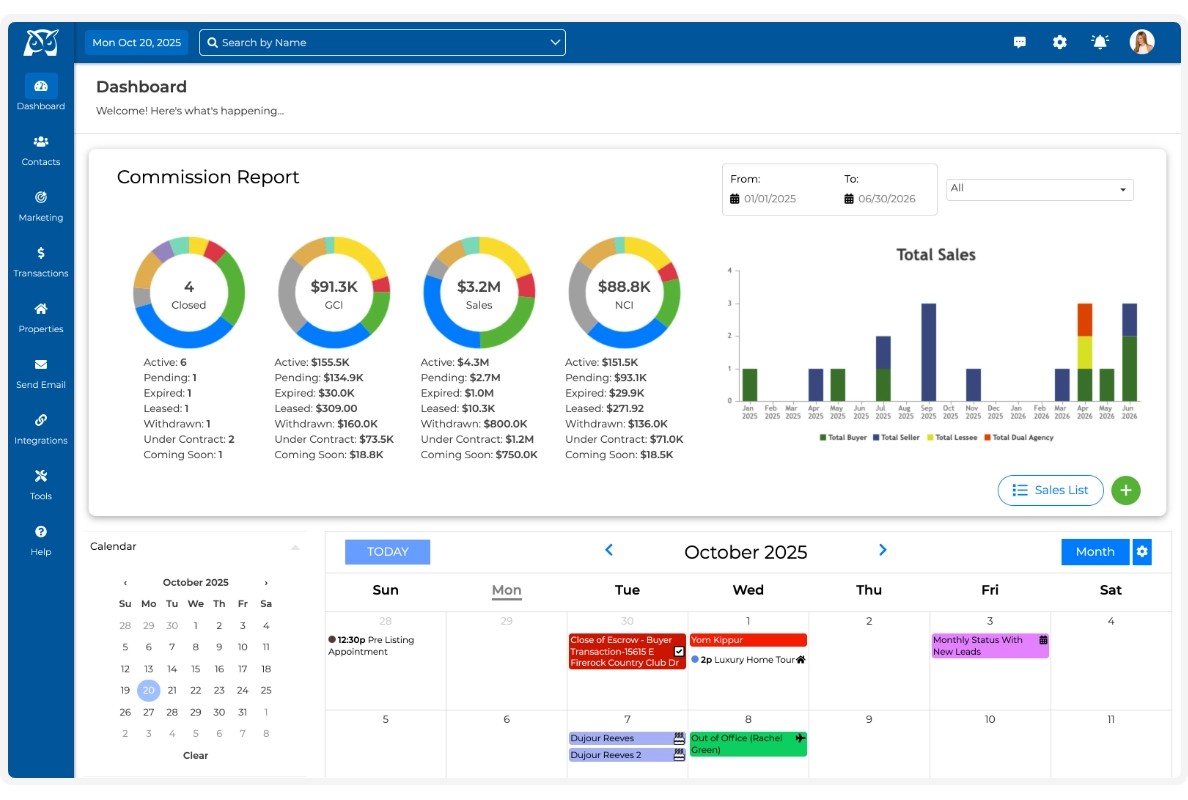 Mon Oct 20, 2025
Search by Name
Dashboard
Contacts
Marketing
Transactions
Properties
Send Email
Integrations
Tools
Help
Dashboard
Welcome! Here's what's happening...
Commission Report
From:
01/01/2025
To:
06/30/2026
All
4
Closed
Active: 6
Pending: 1
Expired: 1
Leased: 1
Withdrawn: 1
Under Contract: 2
Coming Soon: 1
$91.3K
GCI
Active: $155.5K
Pending: $134.9K
Expired: $30.0K
Leased: $309.00
Withdrawn: $160.0K
Under Contract: $73.5K
Coming Soon: $18.8K
$3.2M
Sales
Active: $4.3M
Pending: $2.7M
Expired: $1.0M
Leased: $10.3K
Withdrawn: $800.0K
Under Contract: $1.2M
Coming Soon: $750.0K
$88.8K
NCI
Active: $151.5K
Pending: $93.1K
Expired: $29.9K
Leased: $271.92
Withdrawn: $136.0K
Under Contract: $71.0K
Coming Soon: $18.5K
Total Sales
4
3
2
1
0
Jan Feb Mar Apr May Jun Jul Aug Sep Oct Nov Dec Jan Feb Mar Apr May Jun
2025 2025 2025 2025 2025 2025 2025 2025 2025 2025 2025 2025 2026 2026 2026 2026 2026 2026
Total Buyer Total Seller Total Lessee Total Dual Agency
Sales List
+
Calendar
‹ October 2025 ›
Su Mo Tu We Th Fr Sa
28 29 30 1 2 3 4
5 6 7 8 9 10 11
12 13 14 15 16 17 18
19 20 21 22 23 24 25
26 27 28 29 30 31 1
2 3 4 5 6 7 8
Clear
TODAY
October 2025
Month
Sun Mon Tue Wed Thu Fri Sat
28 29 30 1 2 3 4
12:30p Pre Listing
Appointment
Close of Escrow - Buyer
Transaction-15615 E
Firerock Country Club Dr
Yom Kippur
2p Luxury Home Tour
Monthly Status With
New Leads
5 6 7 8 9 10 11
Dujour Reeves
Dujour Reeves 2
Out of Office (Rachel
Green)